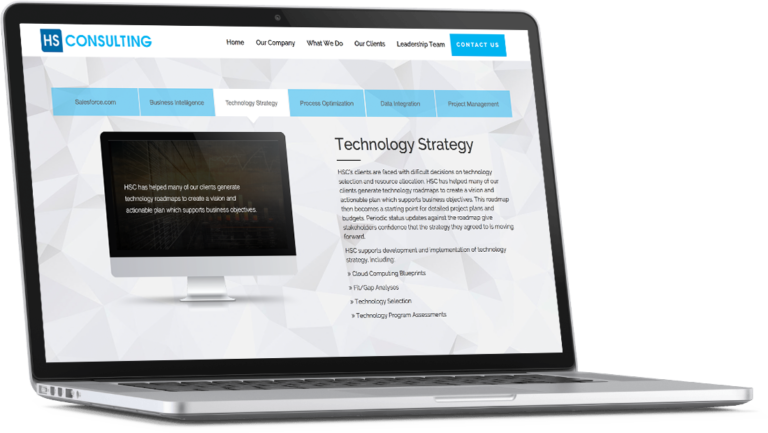 HS CONSULTING
Home Our Company What We Do Our Clients Leadership Team CONTACT US
Salesforce.com Business Intelligence Technology Strategy Process Optimization Data Integration Project Management
HSC has helped many of our clients generate
technology roadmaps to create a vision and
actionable plan which supports business objectives.
Technology Strategy
HSC's clients are faced with difficult decisions on technology
selection and resource allocation. HSC has helped many of our
clients generate technology roadmaps to create a vision and
actionable plan which supports business objectives. This roadmap
then becomes a starting point for detailed project plans and
budgets. Periodic status updates against the roadmap give
stakeholders confidence that the strategy they agreed to is moving
forward.
HSC supports development and implementation of technology
strategy, including:
» Cloud Computing Blueprints
» Fit/Gap Analyses
» Technology Selection
» Technology Program Assessments